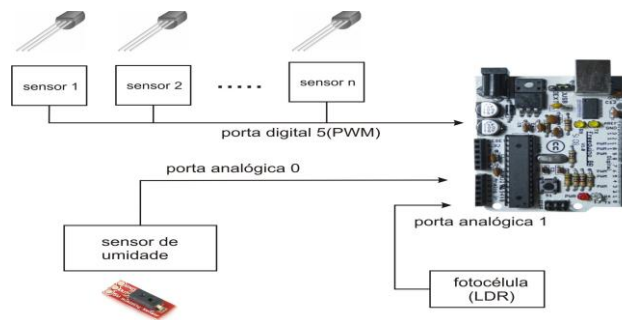 sensor 1
sensor 2
.....
sensor n
porta digital 5(PWM)
porta analógica 0
porta analógica 1
sensor de
umidade
fotocélula
(LDR)